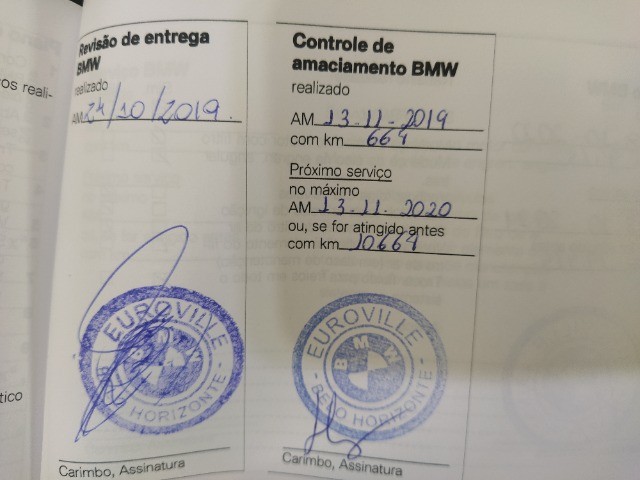 os reali-
tico
Revisão de entrega
BMW
realizado
AM 24/10/2019.
EUROVILLE
BMW
BELO HORIZONTE
Carimbo, Assinatura
Controle de
amaciamento BMW
realizado
AM 13-11-2019
com km 664
Próximo serviço
no máximo
AM 13-11-2020
ou, se for atingido antes
com km 10664
EUROVILLE
BMW
BELO HORIZONTE
Carimbo, Assinatura